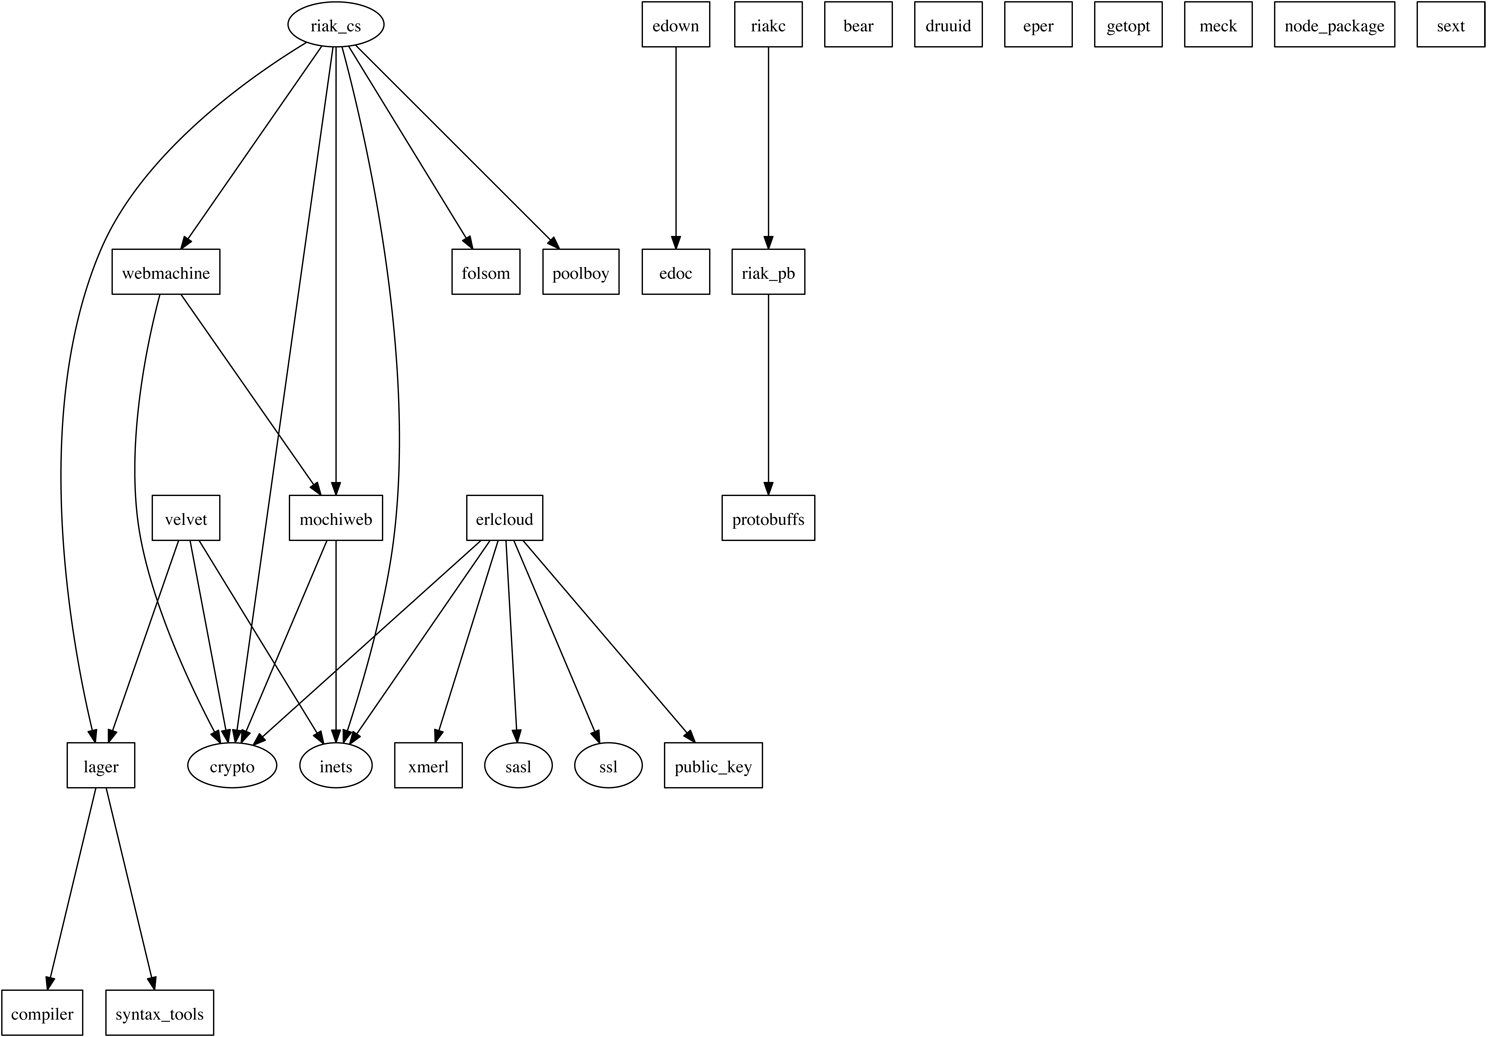 riak_cs
edown
riakc
bear
druuid
eper
getopt
meck
node_package
sext
webmachine
folsom
poolboy
edoc
riak_pb
velvet
mochiweb
erlcloud
protobuffs
lager
crypto
inets
xmerl
sasl
ssl
public_key
compiler
syntax_tools